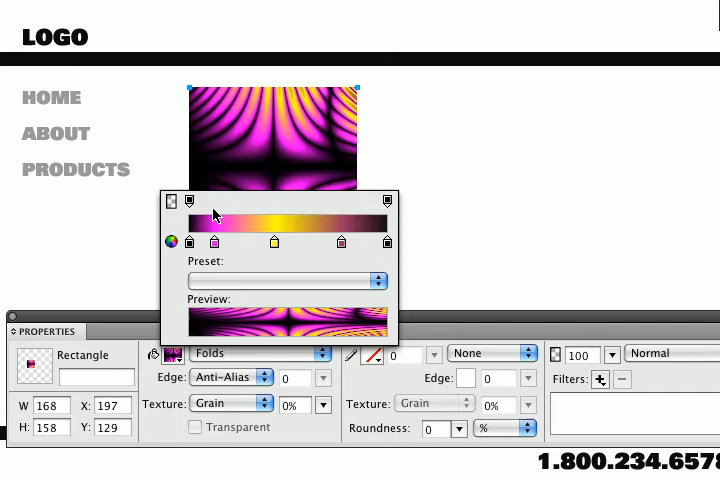 LOGO
HOME
ABOUT
PRODUCTS
Preset:
Preview:
PROPERTIES
Rectangle
Folds
0
None
100
Normal
Edge: Anti-Alias 0
Edge: 0
Filters:
W 168 X: 197
Texture: Grain 0%
Texture: Grain 0%
H: 158 Y: 129
Transparent
Roundness: 0 %
1.800.234.6578